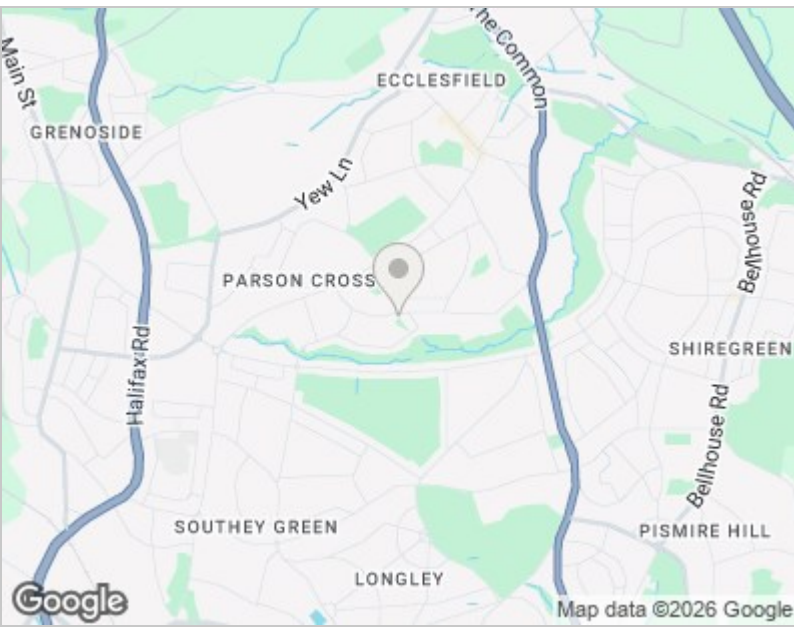 The Common
Main St
ECCLESFIELD
GRENOSIDE
Yew Ln
Bellhouse Rd
PARSON CROSS
Halifax Rd
SHIREGREEN
Bellhouse Rd
SOUTHEY GREEN
PISMIRE HILL
LONGLEY
Google
Map data ©2026 Google